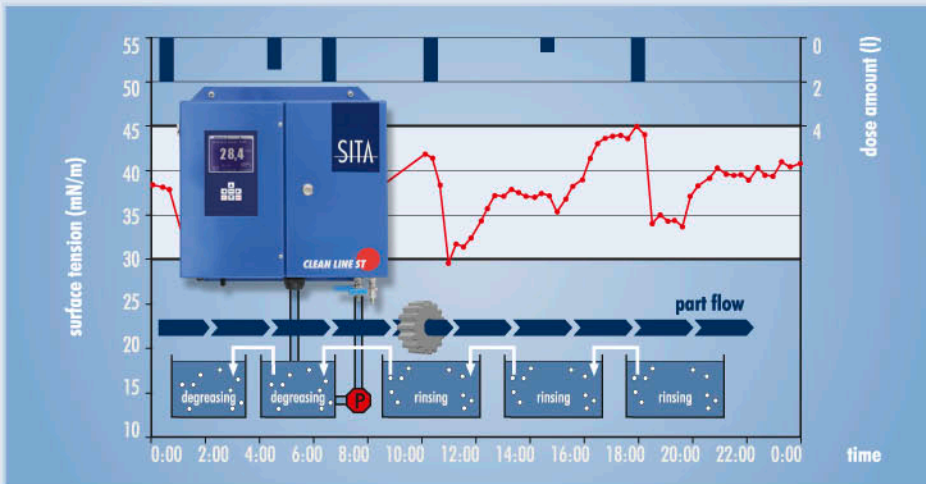 55
50
45
40
35
30
25
20
15
10
surface tension (mN/m)
0
2
4
dose amount (l)
28,4
SITA
CLEAN LINE ST
part flow
degreasing
degreasing
P
rinsing
rinsing
rinsing
0:00 2:00 4:00 6:00 8:00 10:00 12:00 14:00 16:00 18:00 20:00 22:00 0:00
time